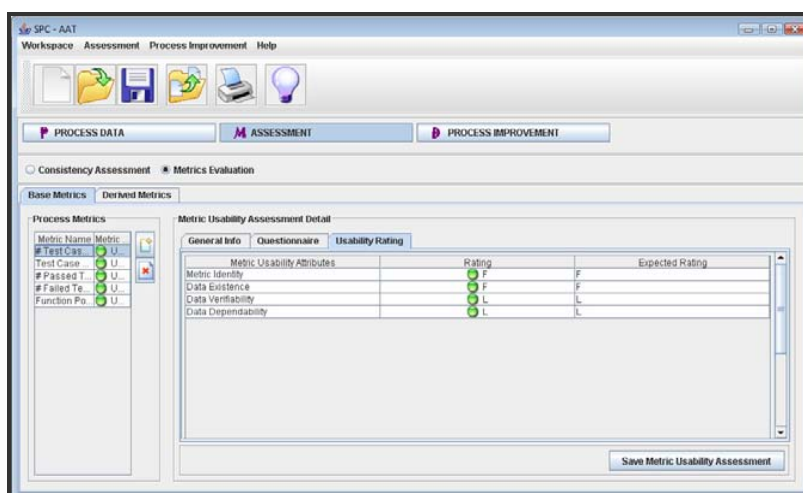 SPC - AAT
Workspace Assessment Process Improvement Help
P PROCESS DATA M ASSESSMENT PROCESS IMPROVEMENT
Consistency Assessment Metrics Evaluation
Base Metrics Derived Metrics
Process Metrics
Metric Name Metric ...
# Test Cas... U...
Test Case ... U...
# Passed T... U...
# Failed Te... U...
Function Po... U...
Metric Usability Assessment Detail
General Info Questionnaire Usability Rating
Metric Usability Attributes Rating Expected Rating
Metric Identity F F
Data Existence F F
Data Verifiability L L
Data Dependability L L
Save Metric Usability Assessment